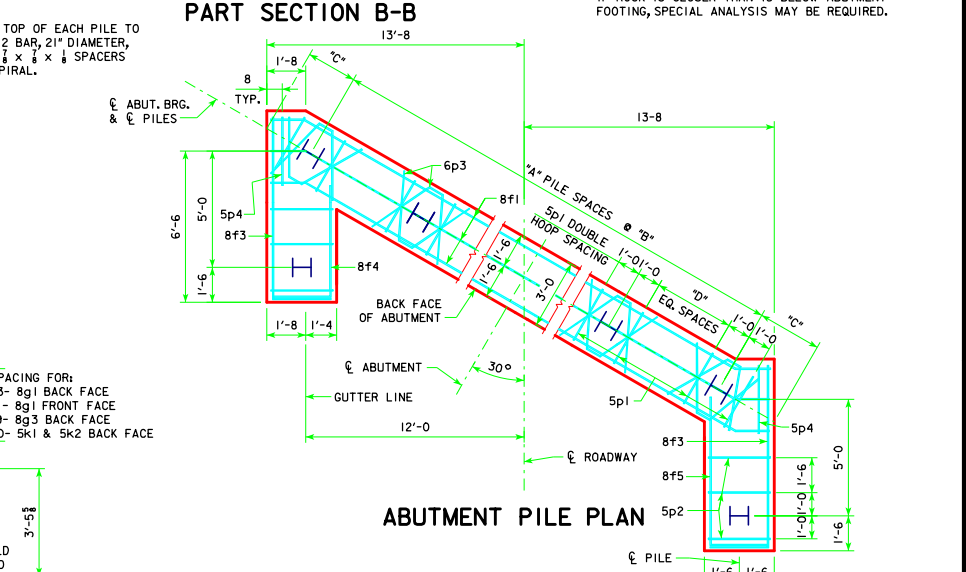 PART SECTION B-B
TOP OF EACH PILE TO
2 BAR, 21" DIAMETER,
7/8 x 7/8 x 1/8 SPACERS
PIRAL.
FOOTING, SPECIAL ANALYSIS MAY BE REQUIRED.
13'-8
1'-8
"C"
8
TYP.
℄ ABUT. BRG.
& ℄ PILES
13-8
6p3
8f1
"A" PILE SPACES @ "B"
5p1 DOUBLE
HOOP SPACING
1'-0
1'-0
"D"
EQ. SPACES
1'-0
1'-0
"C"
5p4
8f3
6'-6
5'-0
1'-6
8f4
1'-6
1'-6
3'-0
BACK FACE
OF ABUTMENT
1'-8
1'-4
℄ ABUTMENT
30°
GUTTER LINE
5p1
5p4
12'-0
℄ ROADWAY
8f3
8f5
5p2
1'-6
1'-0
1'-0
5'-0
1'-6
PACING FOR:
8g1 BACK FACE
- 8g1 FRONT FACE
- 8g3 BACK FACE
- 5k1 & 5k2 BACK FACE
3'-5 5/8
ABUTMENT PILE PLAN
℄ PILE
1'-6
1'-6